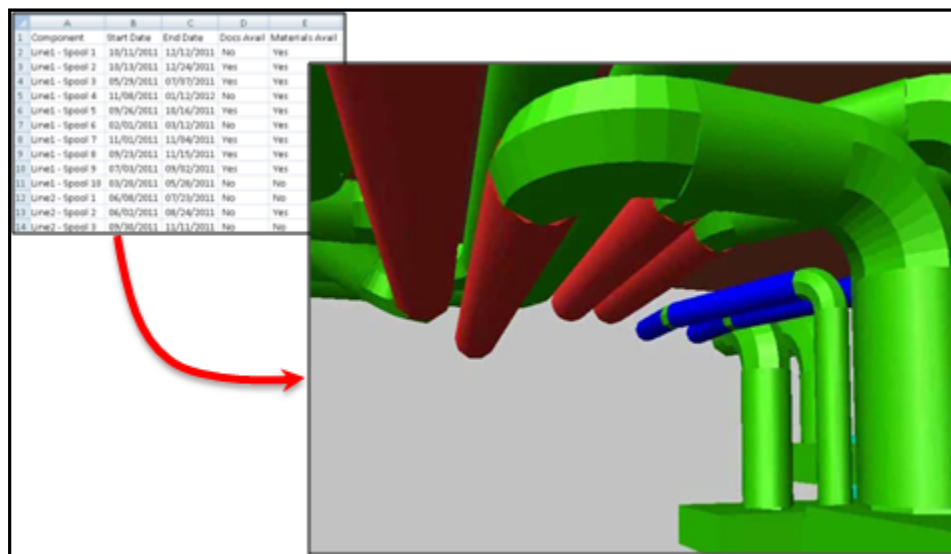 A B C D E
1 Component Start Date End Date Docs Avail Materials Avail
2 Line1 - Spool 1 10/11/2011 12/12/2011 No Yes
3 Line1 - Spool 2 10/13/2011 12/24/2011 Yes Yes
4 Line1 - Spool 3 05/29/2011 07/07/2011 Yes Yes
5 Line1 - Spool 4 11/08/2011 01/12/2012 No Yes
6 Line1 - Spool 5 09/26/2011 10/16/2011 Yes Yes
7 Line1 - Spool 6 02/01/2011 03/12/2011 No Yes
8 Line1 - Spool 7 11/01/2011 11/04/2011 Yes Yes
9 Line1 - Spool 8 09/23/2011 11/15/2011 Yes Yes
10 Line1 - Spool 9 07/03/2011 09/02/2011 Yes Yes
11 Line1 - Spool 10 03/28/2011 05/28/2011 No No
12 Line2 - Spool 1 06/08/2011 07/23/2011 No No
13 Line2 - Spool 2 06/02/2011 08/24/2011 No Yes
14 Line2 - Spool 3 09/30/2011 11/11/2011 No No